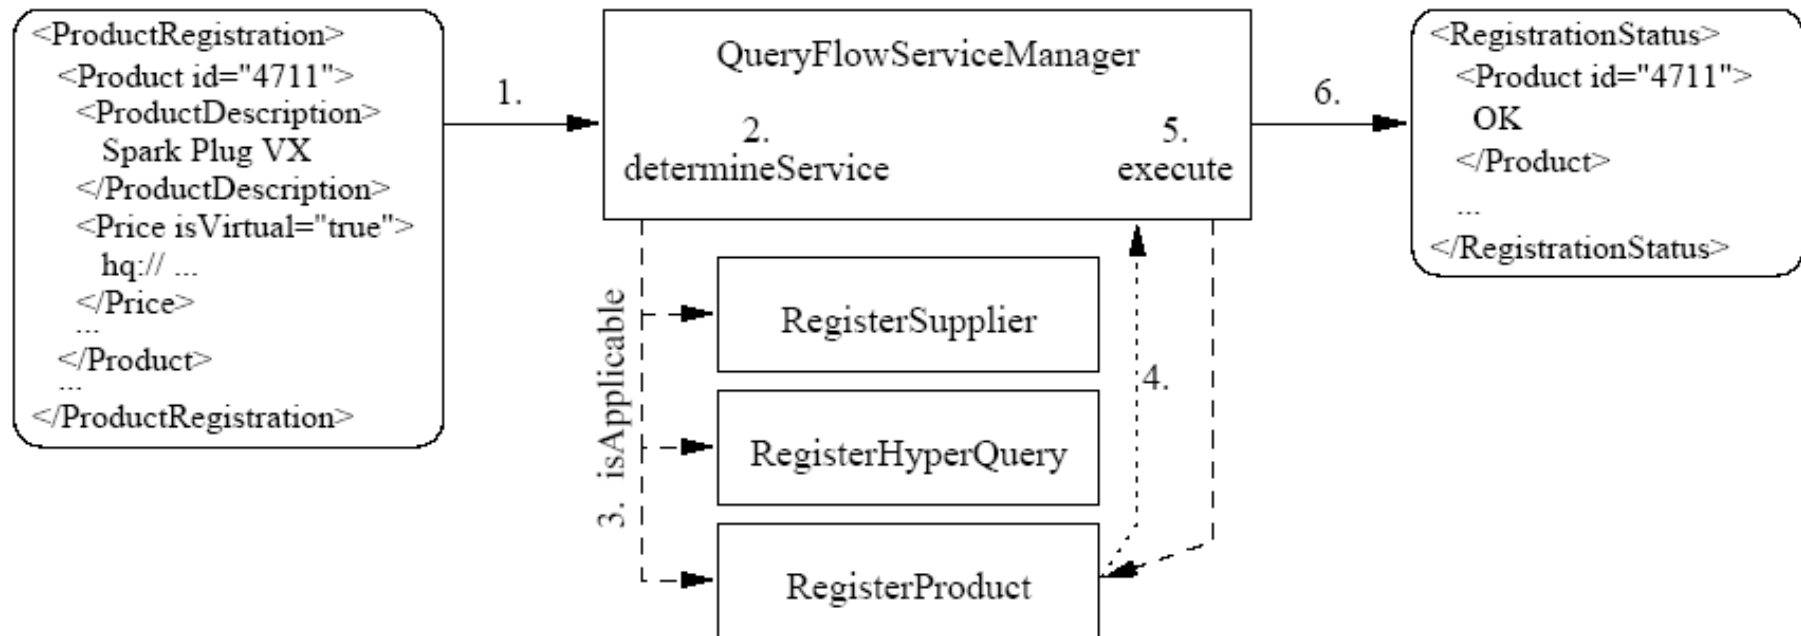 <ProductRegistration>
<Product id="4711">
<ProductDescription>
Spark Plug VX
</ProductDescription>
<Price isVirtual="true">
hq:// ...
</Price>
...
</Product>
...
</ProductRegistration>
1.
QueryFlowServiceManager
2.
determineService
5.
execute
3. isApplicable
RegisterSupplier
RegisterHyperQuery
RegisterProduct
4.
6.
<RegistrationStatus>
<Product id="4711">
OK
</Product>
...
</RegistrationStatus>